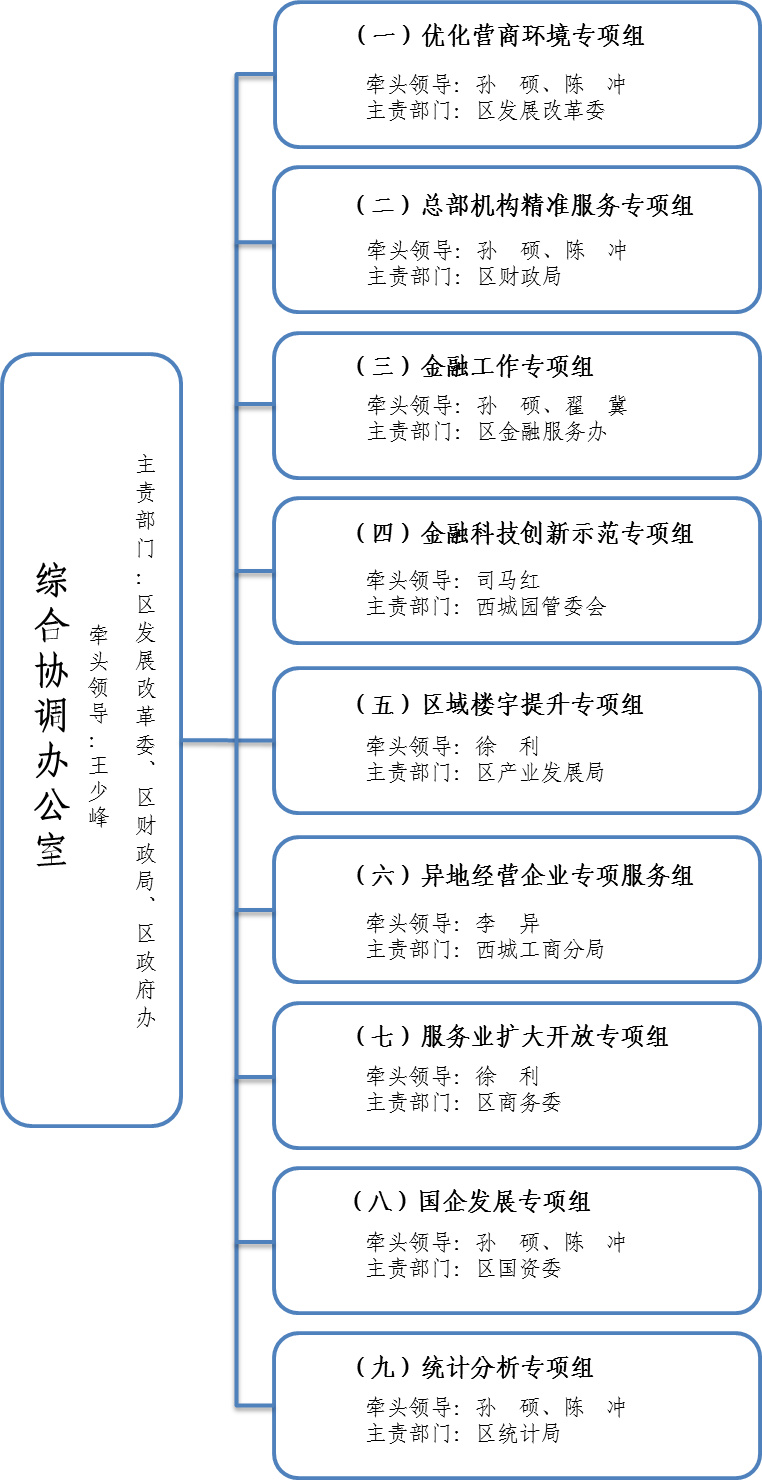 综合协调办公室
牵头领导：王少峰
主责部门：区发展改革委、区财政局、区政府办
（一）优化营商环境专项组
牵头领导：孙　硕、陈　冲
主责部门：区发展改革委
（二）总部机构精准服务专项组
牵头领导：孙　硕、陈　冲
主责部门：区财政局
（三）金融工作专项组
牵头领导：孙　硕、翟　冀
主责部门：区金融服务办
（四）金融科技创新示范专项组
牵头领导：司马红
主责部门：西城园管委会
（五）区域楼宇提升专项组
牵头领导：徐　利
主责部门：区产业发展局
（六）异地经营企业专项服务组
牵头领导：李　异
主责部门：西城工商分局
（七）服务业扩大开放专项组
牵头领导：徐　利
主责部门：区商务委
（八）国企发展专项组
牵头领导：孙　硕、陈　冲
主责部门：区国资委
（九）统计分析专项组
牵头领导：孙　硕、陈　冲
主责部门：区统计局